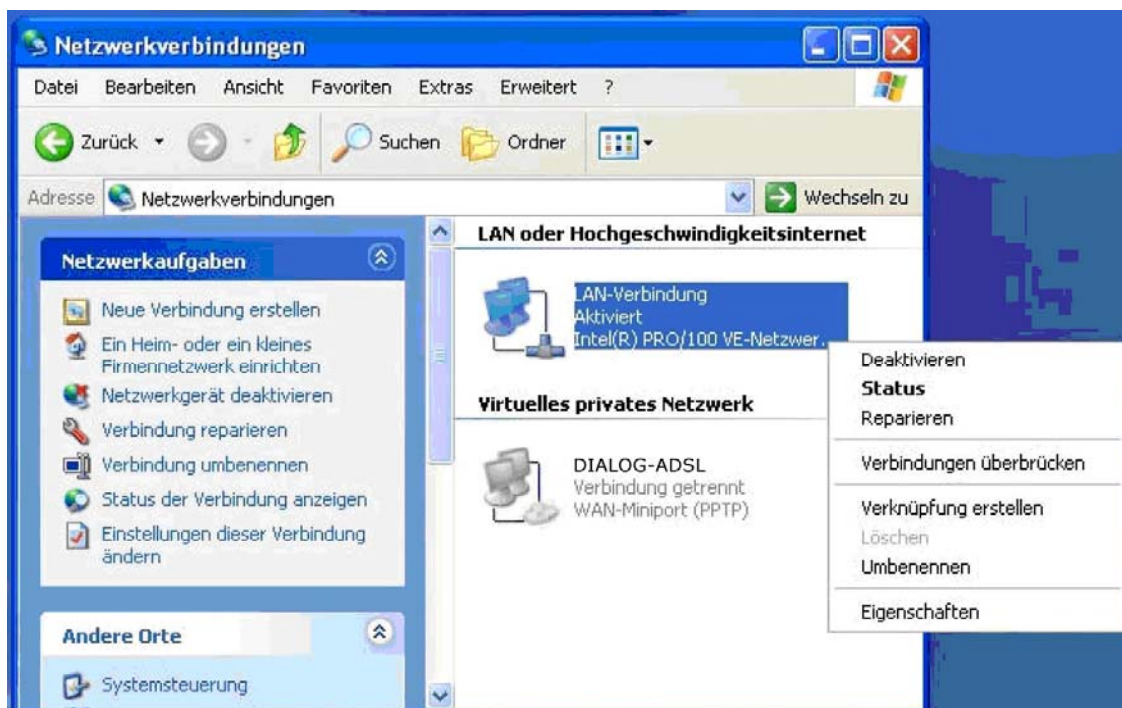 Netzwerkverbindungen
Datei Bearbeiten Ansicht Favoriten Extras Erweitert ?
Zurück Suchen Ordner
Adresse Netzwerkverbindungen Wechseln zu
Netzwerkaufgaben
Neue Verbindung erstellen
Ein Heim- oder ein kleines
Firmennetzwerk einrichten
Netzwerkgerät deaktivieren
Verbindung reparieren
Verbindung umbenennen
Status der Verbindung anzeigen
Einstellungen dieser Verbindung
ändern
Andere Orte
Systemsteuerung
LAN oder Hochgeschwindigkeitsinternet
LAN-Verbindung
Aktiviert
Intel(R) PRO/100 VE-Netzwer...
Virtuelles privates Netzwerk
DIALOG-ADSL
Verbindung getrennt
WAN-Miniport (PPTP)
Deaktivieren
Status
Reparieren
Verbindungen überbrücken
Verknüpfung erstellen
Löschen
Umbenennen
Eigenschaften